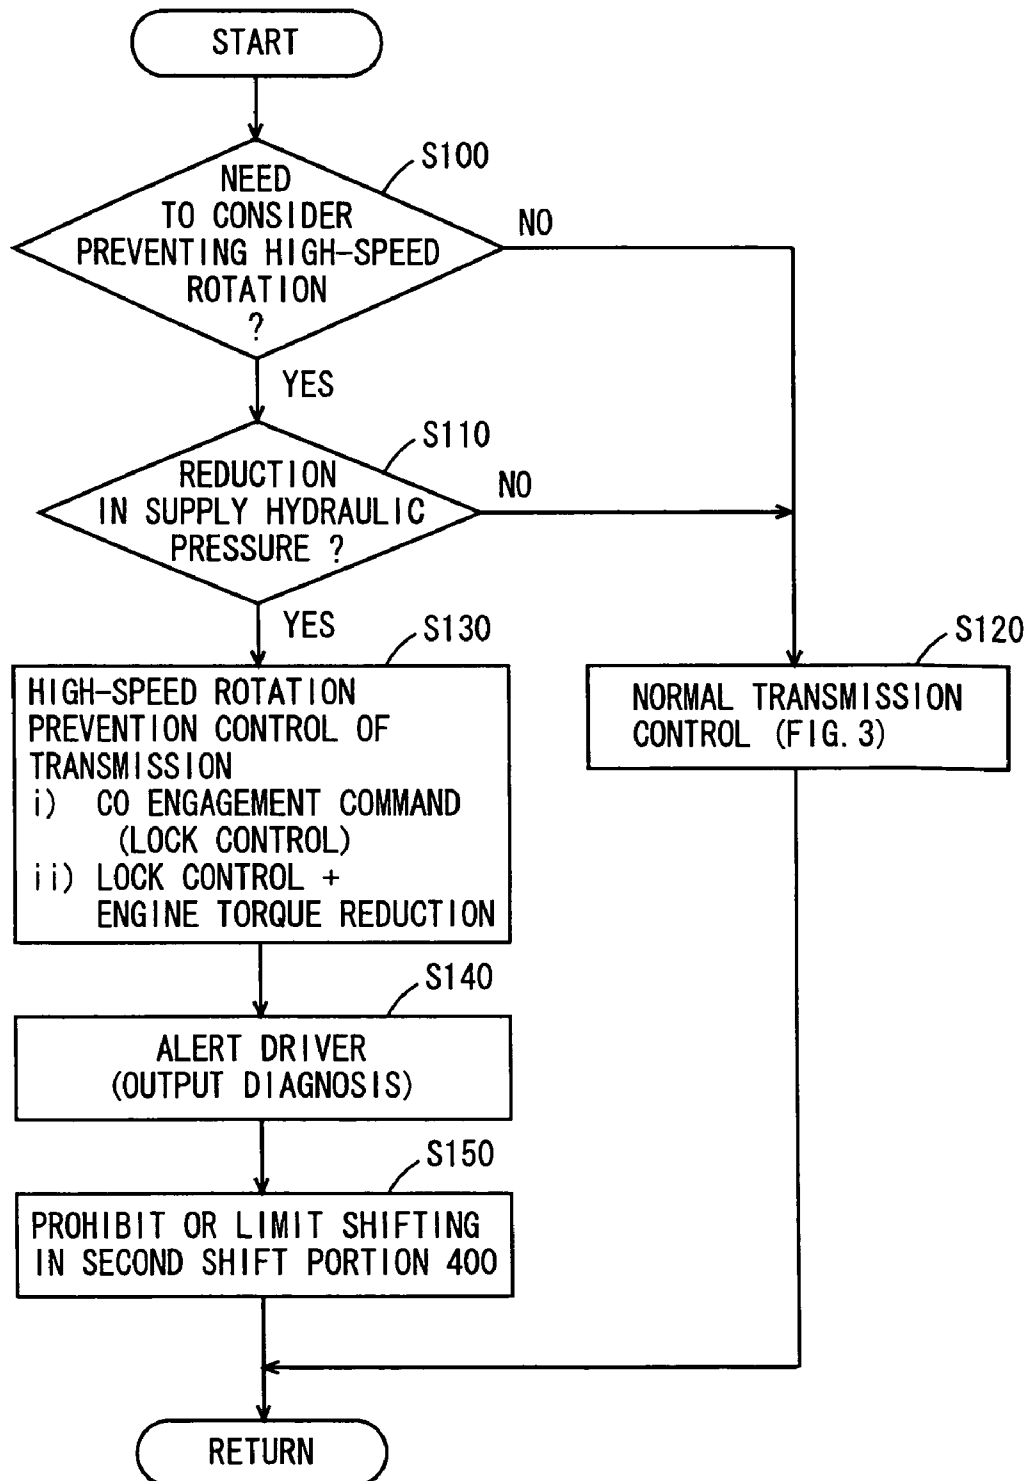 START
S100
NEED
TO CONSIDER
PREVENTING HIGH-SPEED
ROTATION
?
NO
YES
S110
REDUCTION
IN SUPPLY HYDRAULIC
PRESSURE ?
NO
YES
S130
HIGH-SPEED ROTATION
PREVENTION CONTROL OF
TRANSMISSION
i) C0 ENGAGEMENT COMMAND
(LOCK CONTROL)
ii) LOCK CONTROL +
ENGINE TORQUE REDUCTION
S120
NORMAL TRANSMISSION
CONTROL (FIG. 3)
S140
ALERT DRIVER
(OUTPUT DIAGNOSIS)
S150
PROHIBIT OR LIMIT SHIFTING
IN SECOND SHIFT PORTION 400
RETURN